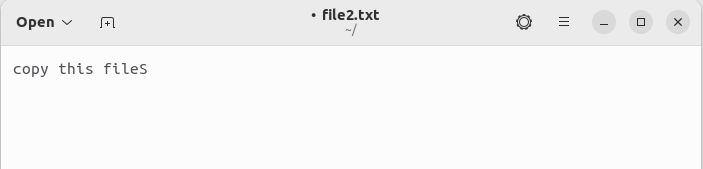 Open
• file2.txt
~/
copy this fileS